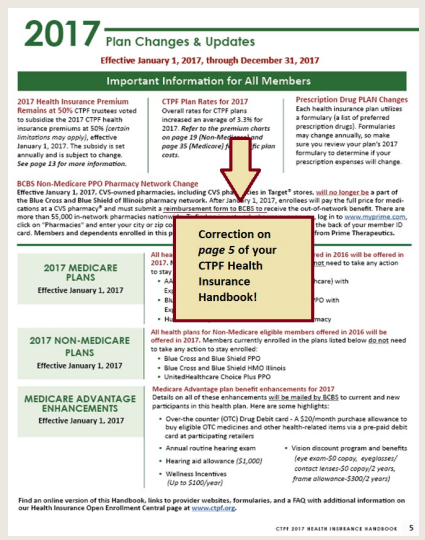 2017 Plan Changes & Updates
Effective January 1, 2017, through December 31, 2017
Important Information for All Members
2017 Health Insurance Premium
Remains at 50% CTPF trustees voted
to subsidize the 2017 CTPF health
insurance premiums at 50% (certain
limitations may apply), effective
January 1, 2017. The subsidy is set
annually and is subject to change.
See page 13 for more information.
CTPF Plan Rates for 2017
Overall rates for CTPF plans
increased an average of 3.3% for
2017. Refer to the premium charts
on page 19 (Non-Medicare) and
page 35 (Medicare) plan
costs.
Prescription Drug PLAN Changes
Each health insurance plan utilizes
a formulary (a list of preferred
prescription drugs). Formularies
may change annually, so make
sure you review your plan's 2017
formulary to determine if your
prescription expenses will change.
BCBS Non-Medicare PPO Pharmacy Network Change
Effective January 1, 2017, CVS-owned pharmacies, including CVS in Target® stores, will no longer be a part of
the Blue Cross and Blue Shield of Illinois pharmacy network. After January 1, 2017, enrollees will pay the full price for medi-
cations at a CVS pharmacy® and must submit a reimbursement form to BCBS to receive the out-of-network benefit. There are
more than 55,000 in-network pharmacies log in to www.myprime.com,
click on "Pharmacies" and enter your city or the back of your member ID
card. Members and dependents enrolled in this from Prime Therapeutics.
Correction on
page 5 of your
CTPF Health
Insurance
Handbook!
2017 MEDICARE
PLANS
Effective January 1, 2017
All in 2016 will be offered in
2017. not need to take any action
to stay
with
PPO with
2017 NON-MEDICARE
PLANS
Effective January 1, 2017
All health plans for Non-Medicare eligible members offered in 2016 will be
offered in 2017. Members currently enrolled in the plans listed below do not need
to take any action to stay enrolled:
• Blue Cross and Blue Shield PPO
• Blue Cross and Blue Shield HMO Illinois
• UnitedHealthcare Choice Plus PPO
MEDICARE ADVANTAGE
ENHANCEMENTS
Effective January 1, 2017
Medicare Advantage plan benefit enhancements for 2017
Details on all of these enhancements will be mailed by BCBS to current and new
participants in this health plan. Here are some highlights:
• Over-the counter (OTC) Drug Debit card - A $20/month purchase allowance to
buy eligible OTC medicines and other health-related items via a pre-paid debit
card at participating retailers
• Annual routine hearing exam
• Hearing aid allowance ($1,000)
• Wellness Incentives
(Up to $100/year)
• Vision discount program and benefits
(eye exam-$0 copay, eyeglasses/
contact lenses-$0 copay/2 years,
frame allowance-$300/2 years)
Find an online version of this Handbook, links to provider websites, formularies, and a FAQ with additional information on
our Health Insurance Open Enrollment Central page at www.ctpf.org.
CTPF 2017 HEALTH INSURANCE HANDBOOK 5